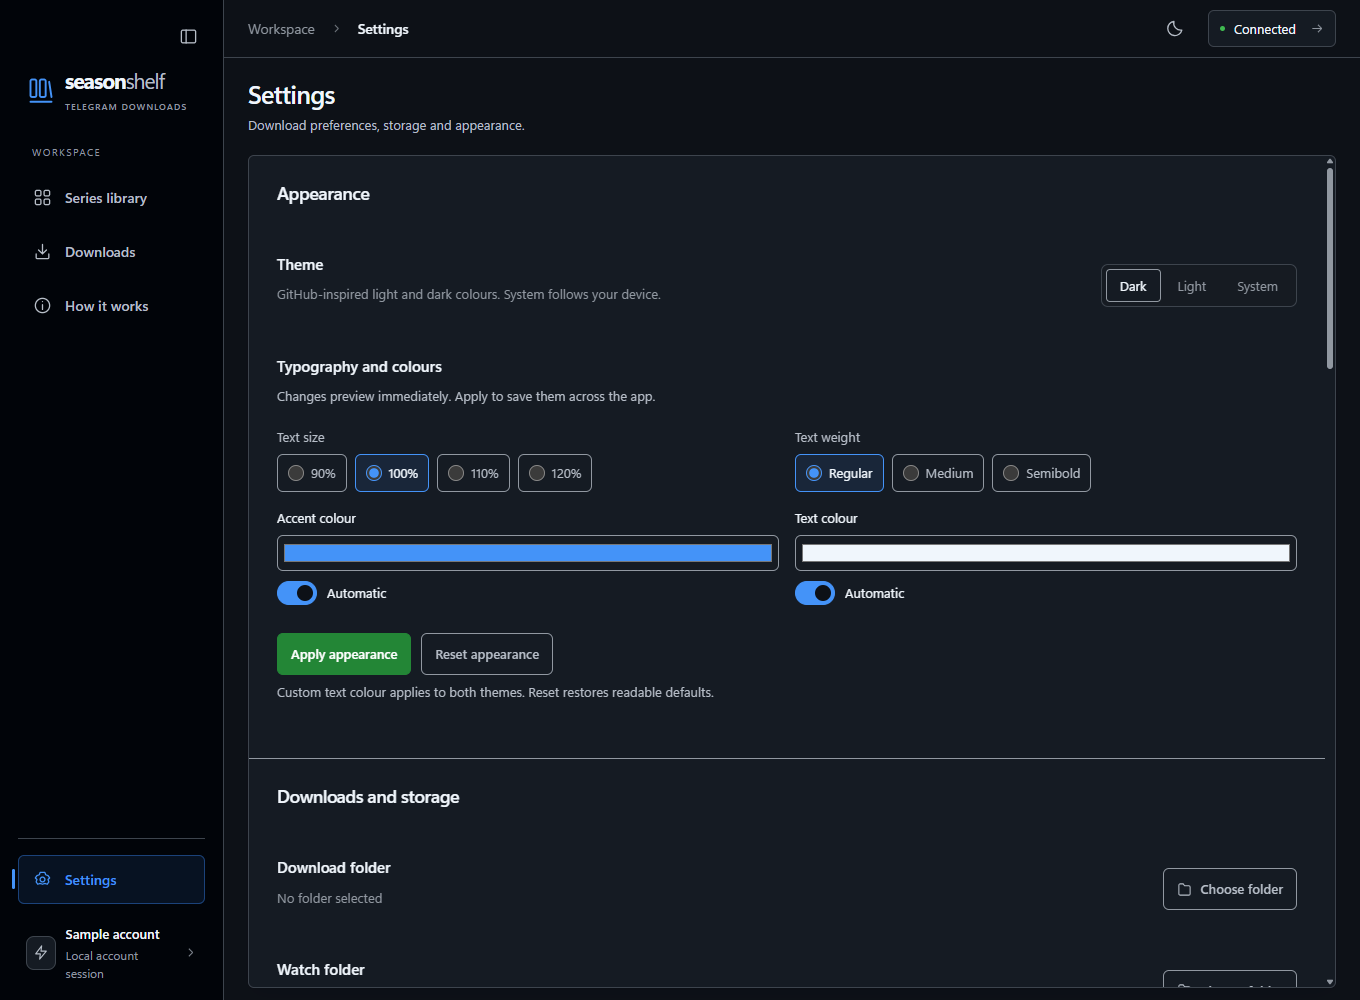 Workspace
Settings
Connected
seasonshelf
TELEGRAM DOWNLOADS
WORKSPACE
Series library
Downloads
How it works
Settings
Sample account
Local account
session
Settings
Download preferences, storage and appearance.
Appearance
Theme
GitHub-inspired light and dark colours. System follows your device.
Dark
Light
System
Typography and colours
Changes preview immediately. Apply to save them across the app.
Text size
90%
100%
110%
120%
Text weight
Regular
Medium
Semibold
Accent colour
Automatic
Text colour
Automatic
Apply appearance
Reset appearance
Custom text colour applies to both themes. Reset restores readable defaults.
Downloads and storage
Download folder
No folder selected
Choose folder
Watch folder